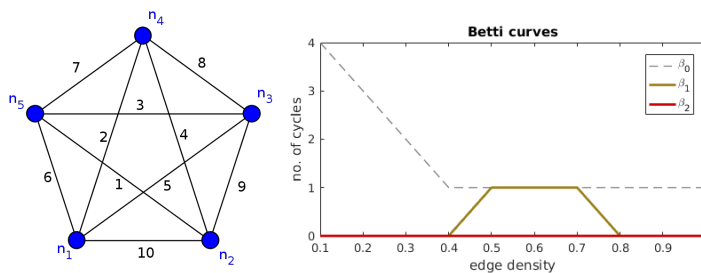 n4
7
8
n5
3
n3
2
4
6
1
5
9
n1
10
n2
Betti curves
4
3
2
1
0
no. of cycles
β0
β1
β2
0.1 0.2 0.3 0.4 0.5 0.6 0.7 0.8 0.9
edge density